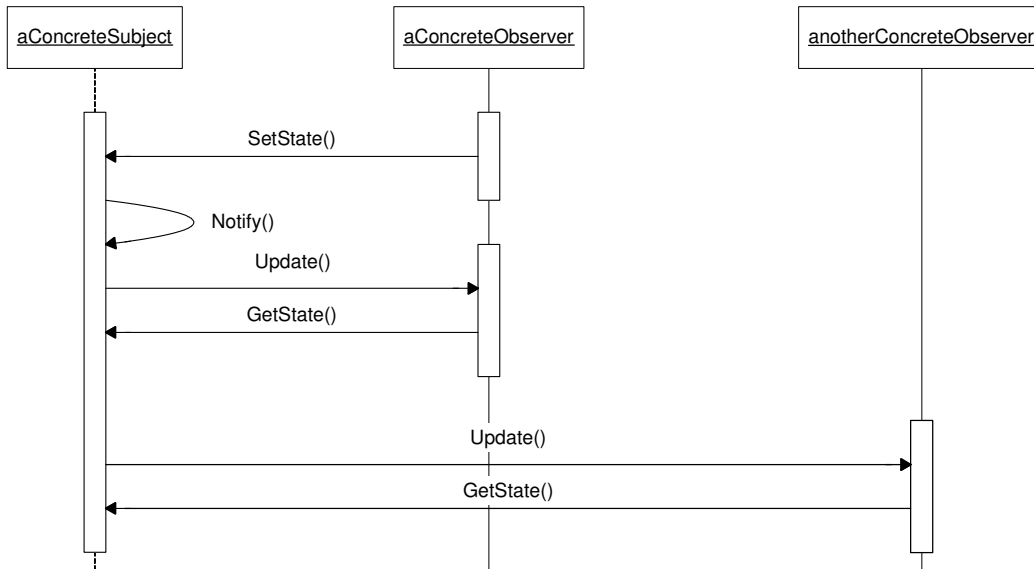 aConcreteSubject
aConcreteObserver
anotherConcreteObserver
SetState()
Notify()
Update()
GetState()
Update()
GetState()